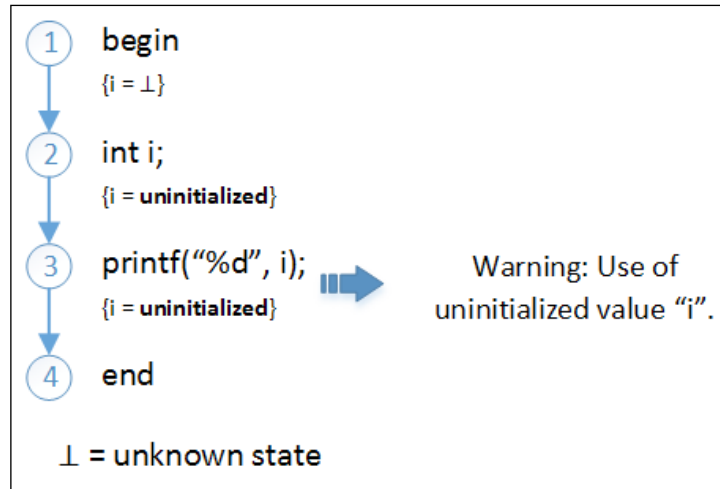 1 begin
{i = ⊥}
2 int i;
{i = uninitialized}
3 printf(“%d”, i);
Warning: Use of
uninitialized value “i”.
{i = uninitialized}
4 end
⊥ = unknown state